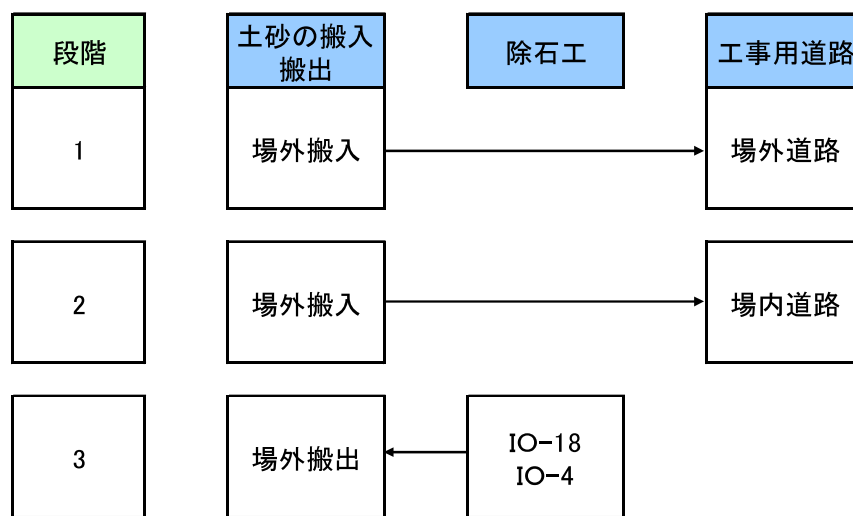 段階
土砂の搬入
搬出
除石工
工事用道路
1
場外搬入
場外道路
2
場外搬入
場内道路
3
場外搬出
IO-18
IO-4